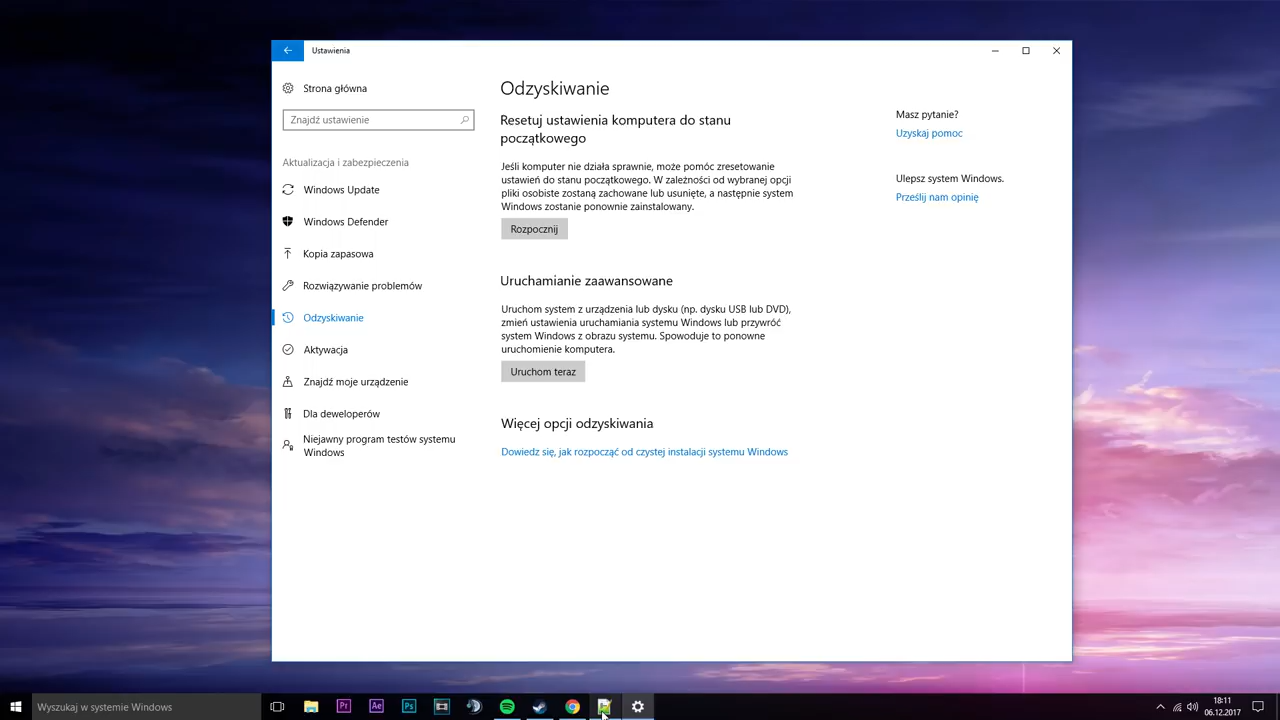 Ustawienia
Strona główna
Znajdź ustawienie
Aktualizacja i zabezpieczenia
Windows Update
Windows Defender
Kopia zapasowa
Rozwiązywanie problemów
Odzyskiwanie
Aktywacja
Znajdź moje urządzenie
Dla deweloperów
Niejawny program testów systemu
Windows
Odzyskiwanie
Resetuj ustawienia komputera do stanu
początkowego
Jeśli komputer nie działa sprawnie, może pomóc zresetowanie
ustawień do stanu początkowego. W zależności od wybranej opcji
pliki osobiste zostaną zachowane lub usunięte, a następnie system
Windows zostanie ponownie zainstalowany.
Rozpocznij
Uruchamianie zaawansowane
Uruchom system z urządzenia lub dysku (np. dysku USB lub DVD),
zmień ustawienia uruchamiania systemu Windows lub przywróć
system Windows z obrazu systemu. Spowoduje to ponowne
uruchomienie komputera.
Uruchom teraz
Więcej opcji odzyskiwania
Dowiedz się, jak rozpocząć od czystej instalacji systemu Windows
Masz pytanie?
Uzyskaj pomoc
Ulepsz system Windows.
Prześlij nam opinię
Wyszukaj w systemie Windows
Pr
Ae
Ps
18:11
06.12.2017